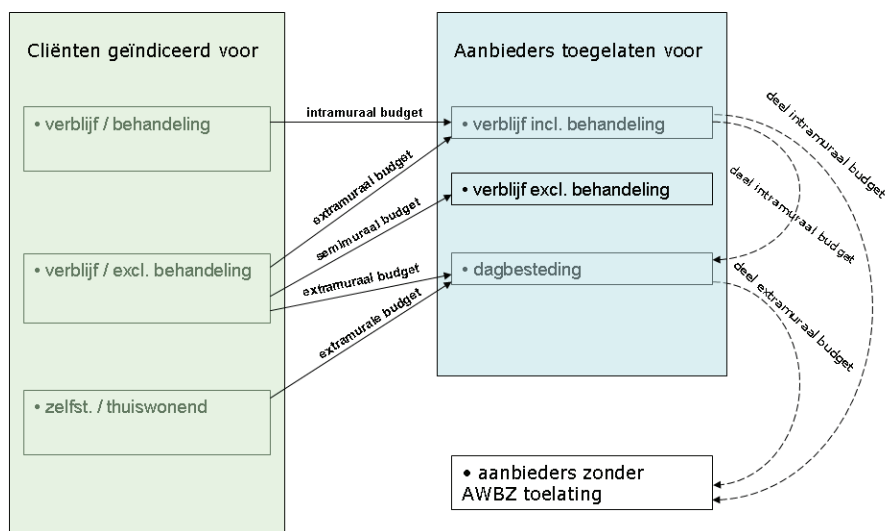 Cliënten geïndiceerd voor
Aanbieders toegelaten voor
• verblijf / behandeling
intramuraal budget
• verblijf incl. behandeling
deel intramuraal budget
extramuraal budget
• verblijf excl. behandeling
deel intramuraal budget
semimuraal budget
• verblijf / excl. behandeling
extramuraal budget
• dagbesteding
deel extramuraal budget
extramurale budget
• zelfst. / thuiswonend
• aanbieders zonder
AWBZ toelating